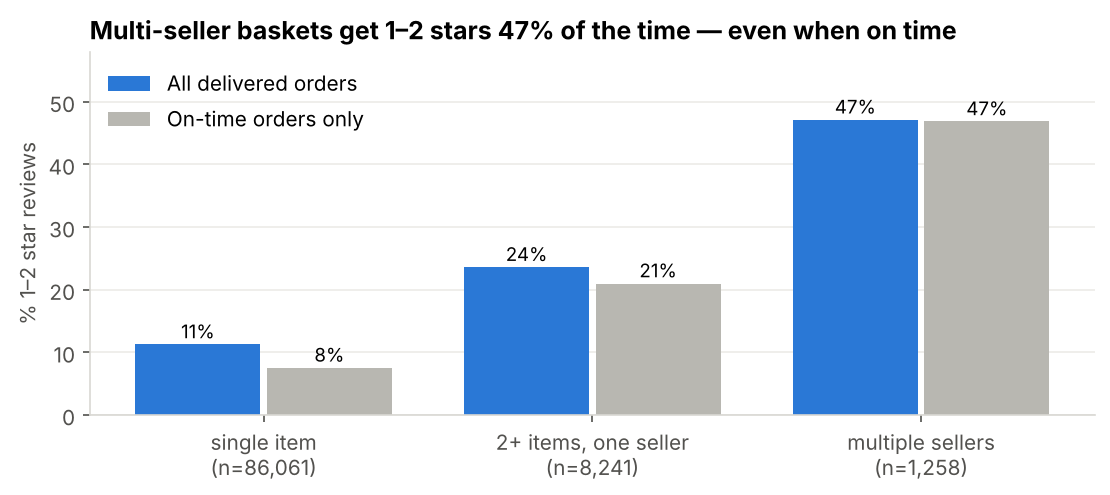 Multi-seller baskets get 1–2 stars 47% of the time — even when on time
All delivered orders
On-time orders only
% 1–2 star reviews
50
40
30
20
10
0
11%
8%
24%
21%
47%
47%
single item
(n=86,061)
2+ items, one seller
(n=8,241)
multiple sellers
(n=1,258)